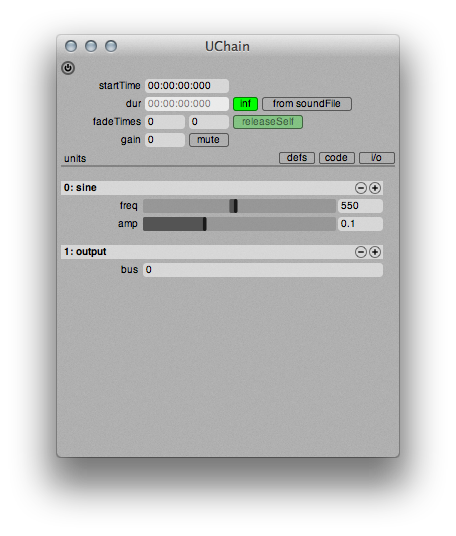 UChain
startTime 00:00:00:000
dur 00:00:00:000 inf from soundFile
fadeTimes 0 0 releaseSelf
gain 0 mute
units defs code i/o
0: sine
freq 550
amp 0.1
1: output
bus 0